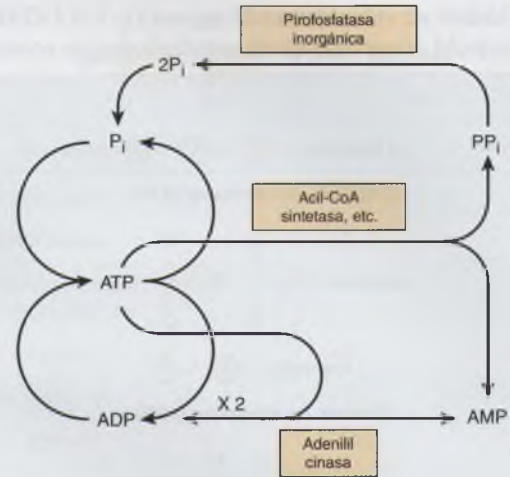 Pirofosfatasa
inorgánica
2Pi
Pi
PPi
Acil-CoA
sintetasa, etc.
ATP
X 2
ADP
AMP
Adenilil
cinasa